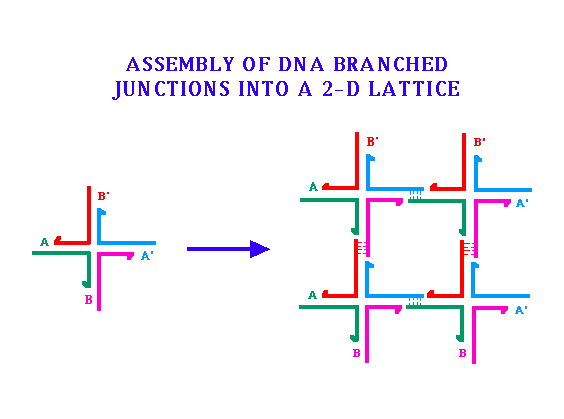 ASSEMBLY OF DNA BRANCHED
JUNCTIONS INTO A 2-D LATTICE
B' B'
A
B'
A'
A
A'
B
A
A'
B B